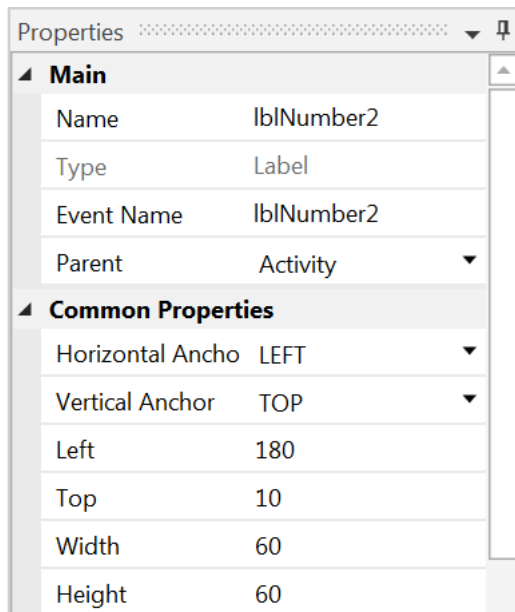 Properties
Main
Name lblNumber2
Type Label
Event Name lblNumber2
Parent Activity
Common Properties
Horizontal Ancho LEFT
Vertical Anchor TOP
Left 180
Top 10
Width 60
Height 60